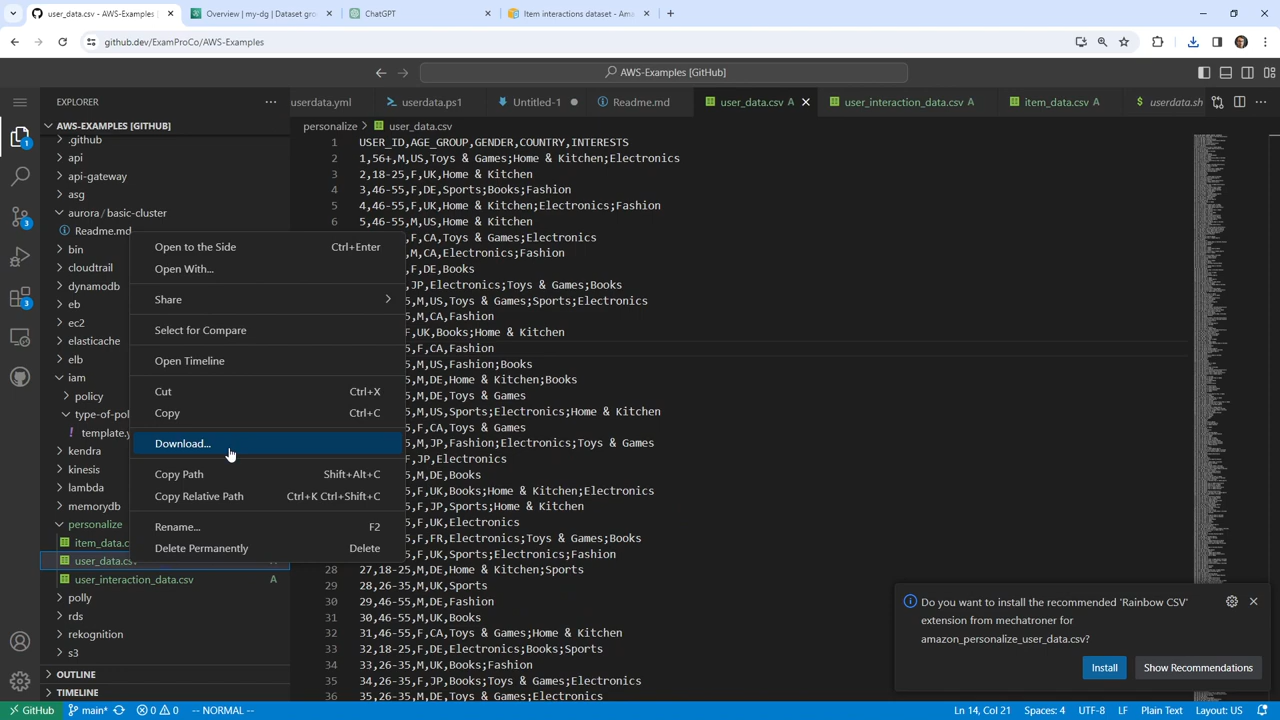 user_data.csv - AWS-Examples
Overview | my-dg | Dataset gro
ChatGPT
Item interactions dataset - Ama
github.dev/ExamProCo/AWS-Examples
AWS-Examples [GitHub]
EXPLORER
userdata.yml
userdata.ps1
Untitled-1
Readme.md
user_data.csv A
user_interaction_data.csv A
item_data.csv A
userdata.sh
AWS-EXAMPLES [GITHUB]
personalize
user_data.csv
.github
api
api-gateway
asg
aurora / basic-cluster
Readme.md
bin
cloudtrail
dynamodb
eb
ec2
elasticache
elb
iam
policy
type-of-pol
template.y
kendra
kinesis
lambda
memorydb
personalize
item_data.c
user_data.csv
A
user_interaction_data.csv
A
polly
rds
rekognition
s3
OUTLINE
TIMELINE
1
3
3
Open to the Side Ctrl+Enter
Open With...
Share
Select for Compare
Open Timeline
Cut Ctrl+X
Copy Ctrl+C
Download...
Copy Path Shift+Alt+C
Copy Relative Path Ctrl+K Ctrl+Shift+C
Rename... F2
Delete Permanently Delete
1 USER_ID,AGE_GROUP,GENDER,COUNTRY,INTERESTS
2 1,56+,M,US,Toys & Games;Home & Kitchen;Electronics
3 2,18-25,F,UK,Home & Kitchen
4 3,46-55,F,DE,Sports;Books;Fashion
5 4,46-55,F,UK,Home & Kitchen;Electronics;Fashion
6 5,46-55,M,US,Home & Kitchen
F,CA,Toys & Games;Electronics
M,CA,Electronics;Fashion
F,DE,Books
,JP,Electronics;Toys & Games;Books
5,M,US,Toys & Games;Sports;Electronics
5,M,CA,Fashion
5,F,UK,Books;Home & Kitchen
5,F,CA,Fashion
5,M,US,Fashion;Books
5,M,DE,Home & Kitchen;Books
5,M,DE,Toys & Games
5,M,UK,Sports;Electronics;Home & Kitchen
5,F,CA,Toys & Games
5,M,JP,Fashion;Electronics;Toys & Games
F,JP,Electronics
5,M,DE,Books
5,F,UK,Books;Home & Kitchen;Electronics
5,M,UK,Sports;Home & Kitchen
5,F,UK,Electronics
5,F,DE,Electronics;Toys & Games;Books
5,F,UK,Sports;Electronics;Fashion
28 27,18-25,M,UK,Home & Kitchen;Sports
29 28,26-35,M,UK,Sports
30 29,46-55,M,DE,Fashion
31 30,46-55,M,UK,Books
32 31,46-55,F,CA,Toys & Games;Home & Kitchen
33 32,18-25,F,DE,Electronics;Books;Sports
34 33,26-35,M,UK,Books;Fashion
35 34,26-35,F,JP,Books;Toys & Games;Electronics
36 35,26-35,M,DE,Toys & Games;Electronics
Do you want to install the recommended 'Rainbow CSV'
extension from mechatroner for
amazon_personalize_user_data.csv?
Install
Show Recommendations
GitHub
main*
0
0
-- NORMAL --
Ln 14, Col 21
Spaces: 4
UTF-8
LF
Plain Text
Layout: US